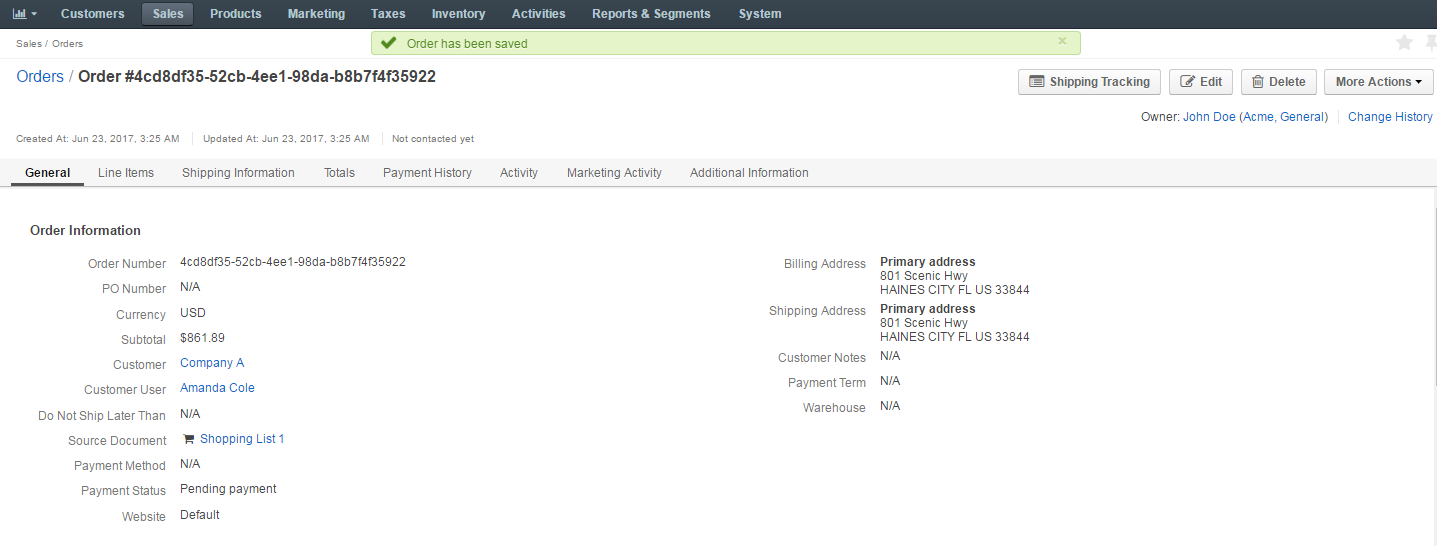 Customers Sales Products Marketing Taxes Inventory Activities Reports & Segments System
Sales / Orders
Order has been saved ×
Orders / Order #4cd8df35-52cb-4ee1-98da-b8b7f4f35922
Shipping Tracking Edit Delete More Actions
Owner: John Doe (Acme, General) Change History
Created At: Jun 23, 2017, 3:25 AM Updated At: Jun 23, 2017, 3:25 AM Not contacted yet
General Line Items Shipping Information Totals Payment History Activity Marketing Activity Additional Information
Order Information
Order Number 4cd8df35-52cb-4ee1-98da-b8b7f4f35922
PO Number N/A
Currency USD
Subtotal $861.89
Customer Company A
Customer User Amanda Cole
Do Not Ship Later Than N/A
Source Document Shopping List 1
Payment Method N/A
Payment Status Pending payment
Website Default
Billing Address Primary address
801 Scenic Hwy
HAINES CITY FL US 33844
Shipping Address Primary address
801 Scenic Hwy
HAINES CITY FL US 33844
Customer Notes N/A
Payment Term N/A
Warehouse N/A